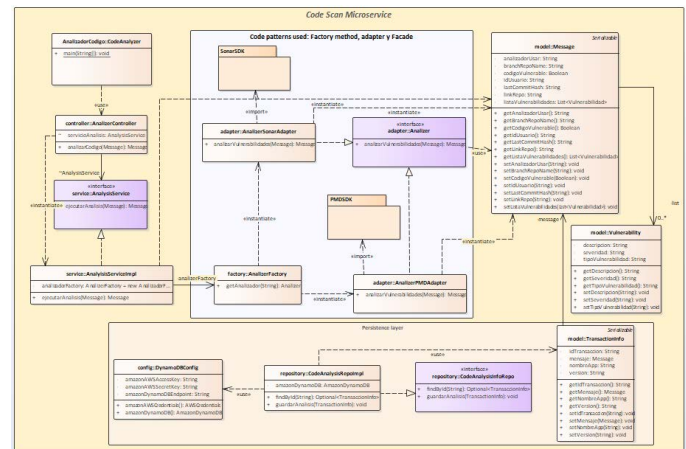 Code Scan Microservice
AnalizadorCodigo::CodeAnalyzer
+ main(String[]): void
«use»
controller::AnalizerController
- servicioAnalisis: AnalysisService
+ analizarCodigo(Message): Message
^AnalysisService
«interface»
service::AnalysisService
+ ejecutarAnalisis(Message): Message
«instantiate»
service::AnalysisServiceImpl
analizadorFactory: AnalizerFactory = new AnalizadorF...
+ ejecutarAnalisis(Message): Message
Code patterns used: Factory method, adapter y Facade
SonarSDK
«import»
«instantiate»
adapter::AnalizerSonarAdapter
+ analizarVulnerabilidades(Message): Message
«instantiate»
«interface»
adapter::Analizer
+ analizarVulnerabilidades(Message): Message
«use»
PMDSDK
«import»
«instantiate»
analizerFactory
factory::AnalizerFactory
+ getAnalizador(String): Analizer
«instantiate»
adapter::AnalizerPMDAdapter
+ analizarVulnerabilidades(Message): Message
«instantiate»
Serializable
model::Message
- analizadorUsar: String
- branchRepoName: String
- codigoVulnerable: Boolean
- idUsuario: String
- lastCommitHash: String
- linkRepo: String
- listaVulnerabilidades: List<Vulnerabilidad>
+ getAnalizadorUsar(): String
+ getBranchRepoName(): String
+ getCodigoVulnerable(): Boolean
+ getIdUsuario(): String
+ getLastCommitHash(): String
+ getLinkRepo(): String
+ getListaVulnerabilidades(): List<Vulnerabilidad>
+ setAnalizadorUsar(String): void
+ setBranchRepoName(String): void
+ setCodigoVulnerable(Boolean): void
+ setIdUsuario(String): void
+ setLastCommitHash(String): void
+ setLinkRepo(String): void
+ setListaVulnerabilidades(List<Vulnerabilidad>): void
message
list
0..*
model::Vulnerability
- descripcion: String
- severidad: String
- tipoVulnerabilidad: String
+ getDescripcion(): String
+ getSeveridad(): String
+ getTipoVulnerabilidad(): String
+ setDescripcion(String): void
+ setSeveridad(String): void
+ setTipoVulnerabilidad(String): void
Persistence layer
«use»
config::DynamoDBConfig
- amazonAWSAccessKey: String
- amazonAWSSecretKey: String
- amazonDynamoDBEndpoint: String
+ amazonAWSCredentials(): AWSCredentials
+ amazonDynamoDB(): AmazonDynamoDB
«use»
repository::CodeAnalysisRepoImpl
- amazonDynamoDB: AmazonDynamoDB
+ findById(String): Optional<TransactionInfo>
+ guardarAnalisis(TransactionInfo): void
«interface»
repository::CodeAnalysisInfoRepo
+ findById(String): Optional<TransactionInfo>
+ guardarAnalisis(TransactionInfo): void
Serializable
model::TransactionInfo
- idTransaccion: String
- mensaje: Message
- nombreApp: String
- version: String
+ getIdTransaccion(): String
+ getMensaje(): Message
+ getNombreApp(): String
+ getVersion(): String
+ setIdTransaccion(String): void
+ setMensaje(Message): void
+ setNombreApp(String): void
+ setVersion(String): void